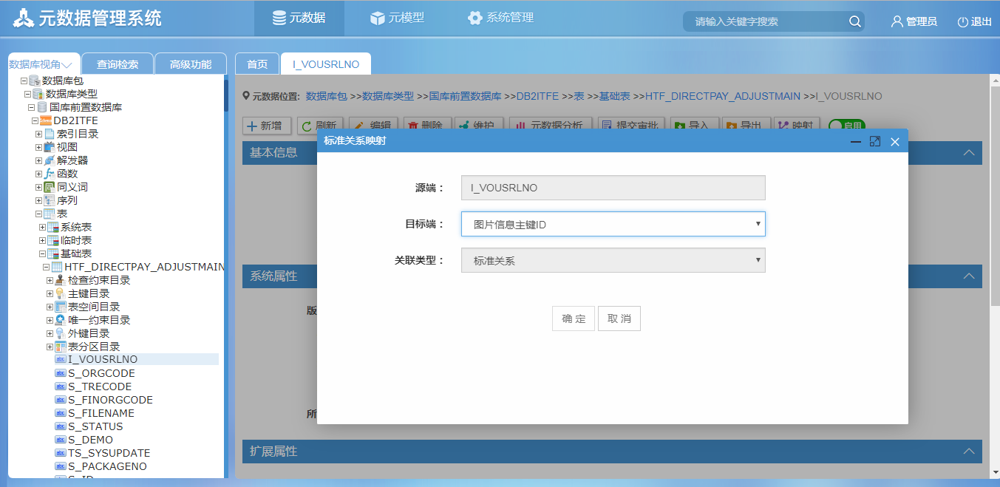 元数据管理系统
元数据
元模型
系统管理
请输入关键字搜索
管理员
退出
数据库视角
查询检索
高级功能
首页
I_VOUSRLNO
数据库包
数据库类型
国库前置数据库
DB2ITFE
索引目录
视图
解发器
函数
同义词
序列
表
系统表
临时表
基础表
HTF_DIRECTPAY_ADJUSTMAIN
检查约束目录
主键目录
表空间目录
唯一约束目录
外键目录
表分区目录
I_VOUSRLNO
S_ORGCODE
S_TRECODE
S_FINORGCODE
S_FILENAME
S_STATUS
S_DEMO
TS_SYSUPDATE
S_PACKAGENO
元数据位置: 数据库包 >>数据库类型 >>国库前置数据库 >>DB2ITFE >>表 >>基础表 >>HTF_DIRECTPAY_ADJUSTMAIN >>I_VOUSRLNO
新增
刷新
编辑
删除
维护
元数据分析
提交审批
导入
导出
映射
启用
基本信息
标准关系映射
源端：
I_VOUSRLNO
目标端：
图片信息主键ID
关联类型：
标准关系
确 定
取 消
系统属性
版
所
扩展属性